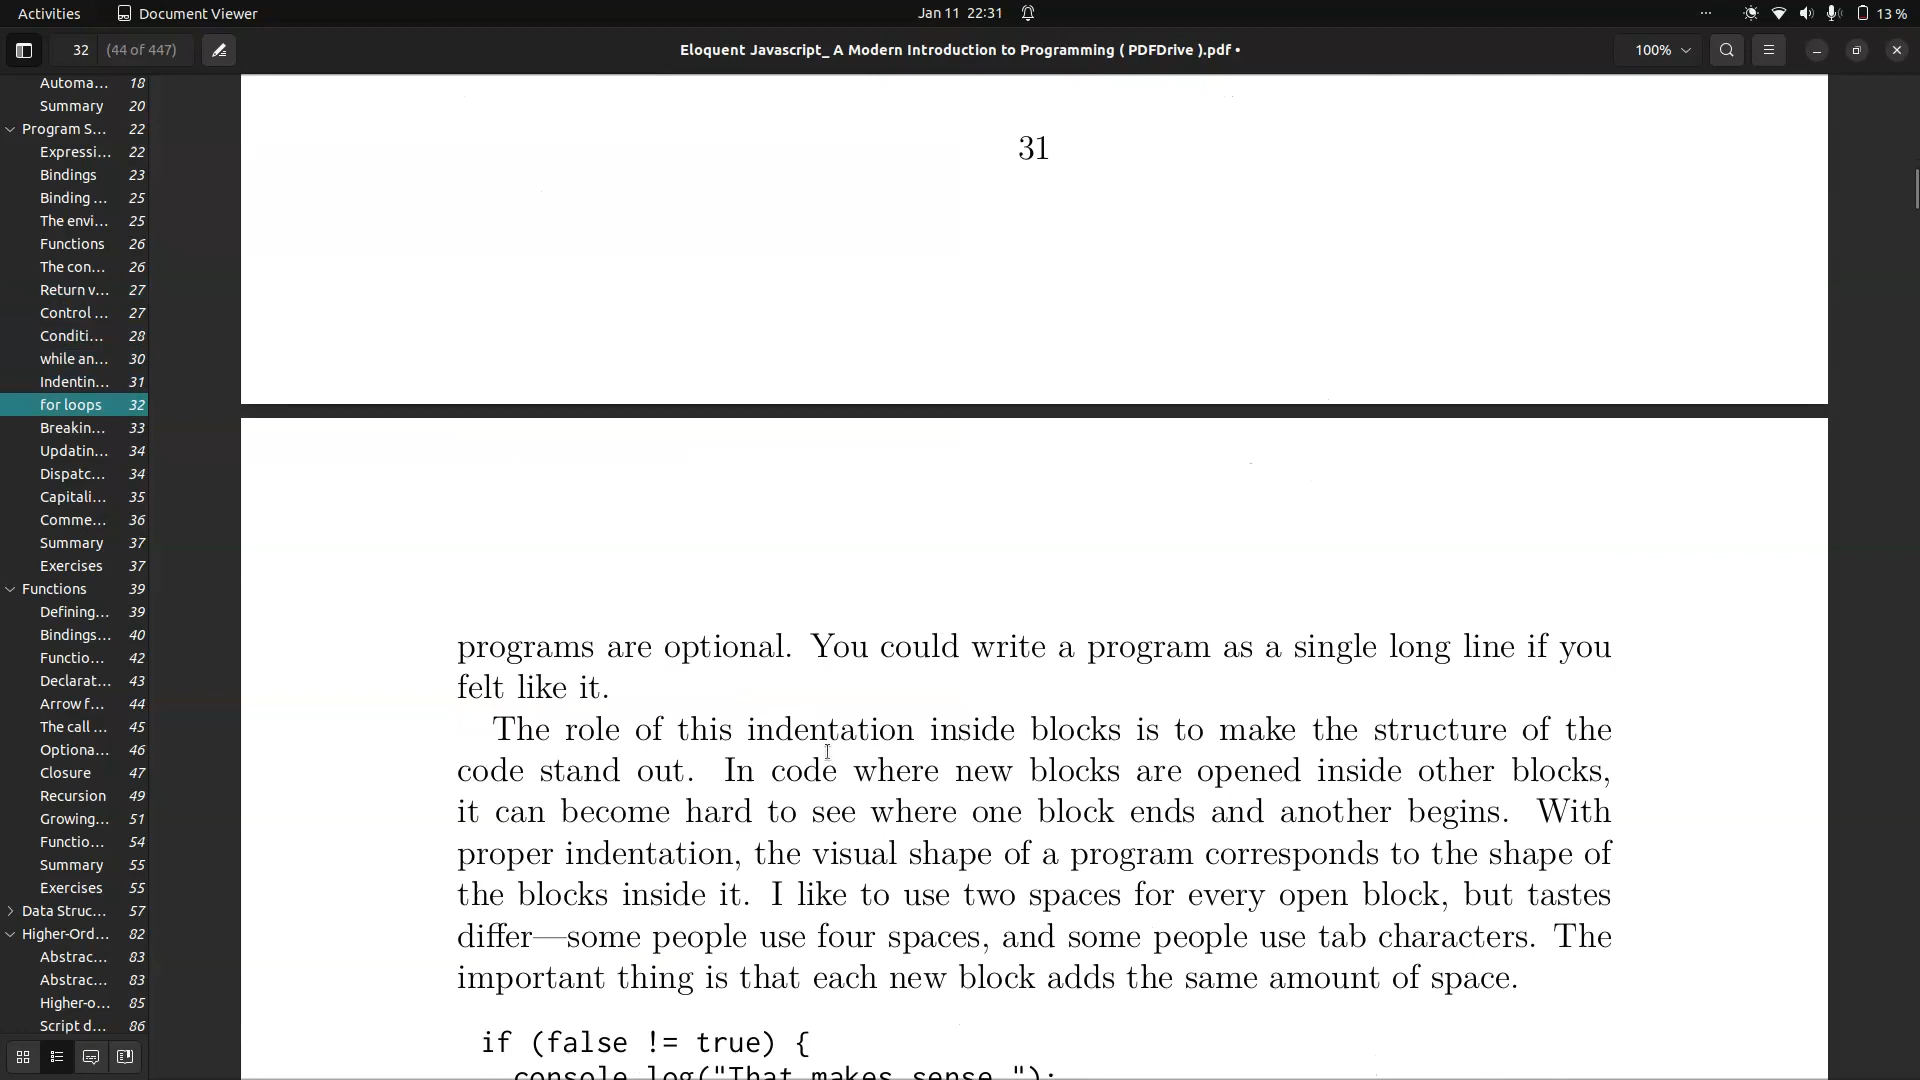 Activities
Document Viewer
Jan 11 22:31
13 %
32 (44 of 447)
Eloquent Javascript_ A Modern Introduction to Programming ( PDFDrive ).pdf •
100%
Automa... 18
Summary 20
Program S... 22
Expressi... 22
Bindings 23
Binding ... 25
The envi... 25
Functions 26
The con... 26
Return v... 27
Control ... 27
Conditi... 28
while an... 30
Indentin... 31
for loops 32
Breakin... 33
Updatin... 34
Dispatc... 34
Capitali... 35
Comme... 36
Summary 37
Exercises 37
Functions 39
Defining... 39
Bindings... 40
Functio... 42
Declarat... 43
Arrow f... 44
The call ... 45
Optiona... 46
Closure 47
Recursion 49
Growing... 51
Functio... 54
Summary 55
Exercises 55
Data Struc... 57
Higher-Ord... 82
Abstrac... 83
Abstrac... 83
Higher-o... 85
Script d... 86
31
programs are optional. You could write a program as a single long line if you
felt like it.
The role of this indentation inside blocks is to make the structure of the
code stand out. In code where new blocks are opened inside other blocks,
it can become hard to see where one block ends and another begins. With
proper indentation, the visual shape of a program corresponds to the shape of
the blocks inside it. I like to use two spaces for every open block, but tastes
differ—some people use four spaces, and some people use tab characters. The
important thing is that each new block adds the same amount of space.
if (false != true) {
console.log("That makes sense.");